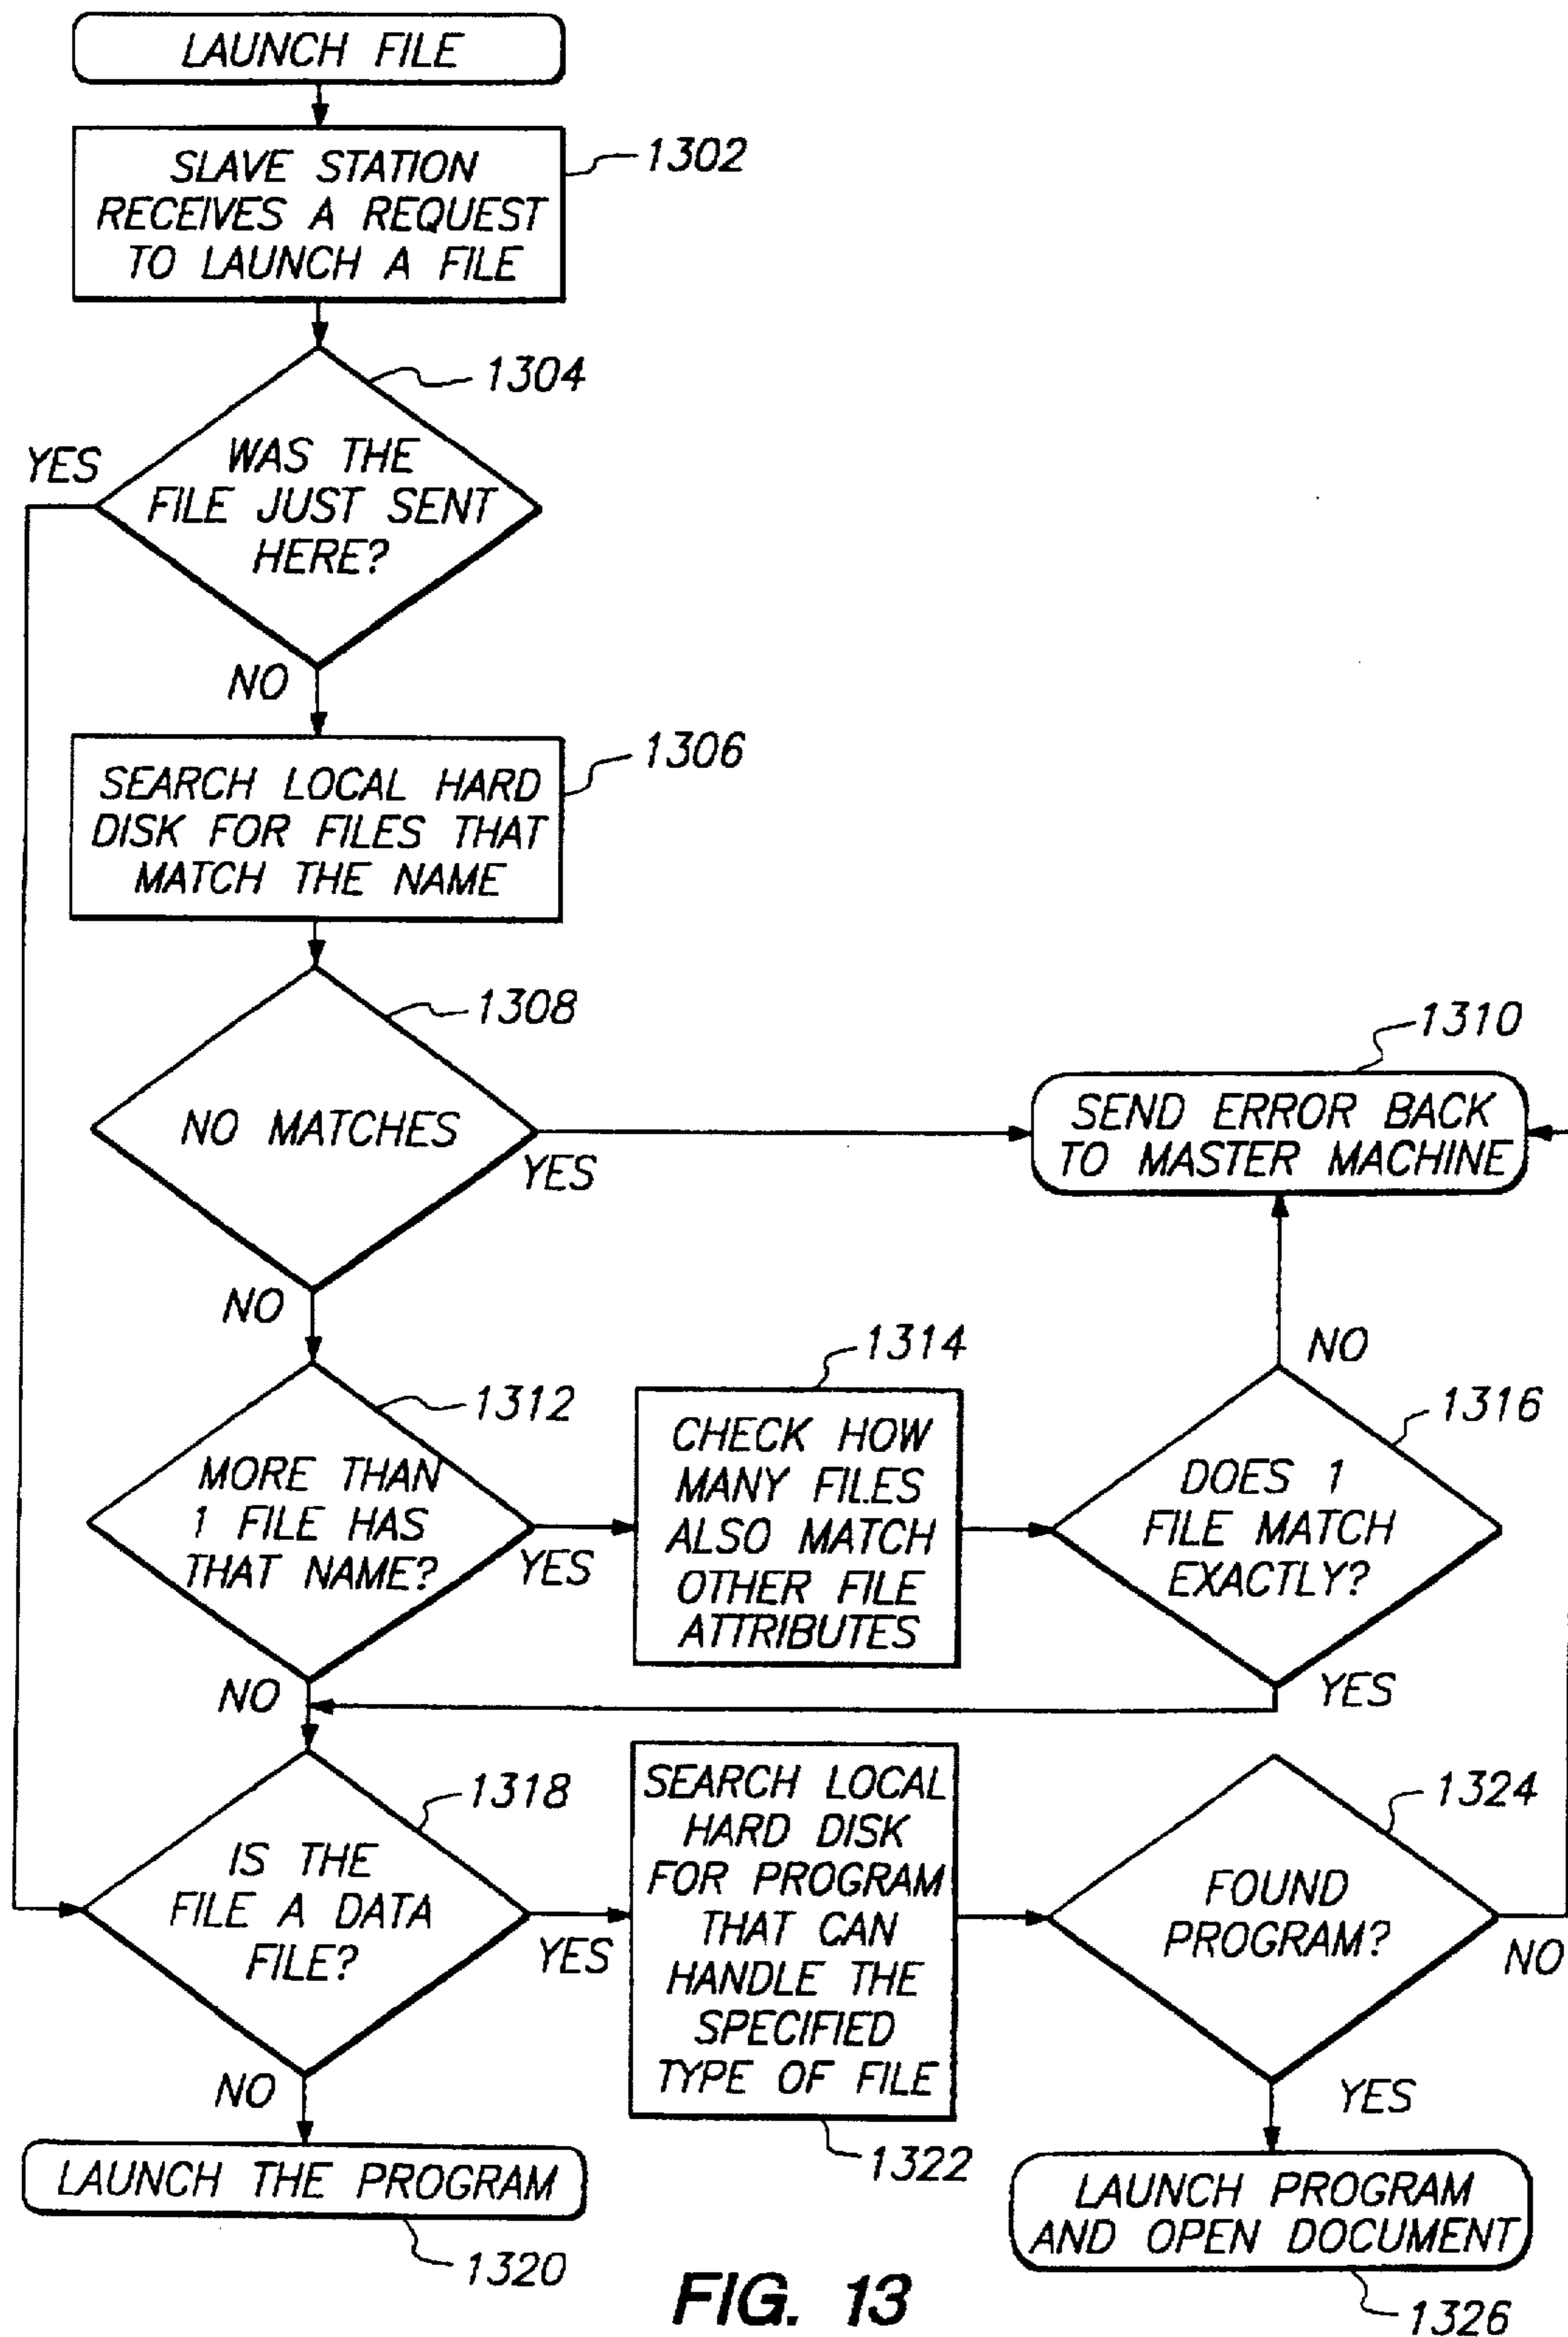 LAUNCH FILE
SLAVE STATION
RECEIVES A REQUEST
TO LAUNCH A FILE
1302
1304
WAS THE
FILE JUST SENT
HERE?
YES
NO
SEARCH LOCAL HARD
DISK FOR FILES THAT
MATCH THE NAME
1306
1308
NO MATCHES
YES
NO
1310
SEND ERROR BACK
TO MASTER MACHINE
1312
MORE THAN
1 FILE HAS
THAT NAME?
YES
NO
1314
CHECK HOW
MANY FILES
ALSO MATCH
OTHER FILE
ATTRIBUTES
NO
1316
DOES 1
FILE MATCH
EXACTLY?
YES
1318
IS THE
FILE A DATA
FILE?
YES
NO
SEARCH LOCAL
HARD DISK
FOR PROGRAM
THAT CAN
HANDLE THE
SPECIFIED
TYPE OF FILE
1322
1324
FOUND
PROGRAM?
NO
YES
LAUNCH THE PROGRAM
1320
LAUNCH PROGRAM
AND OPEN DOCUMENT
1326
FIG. 13